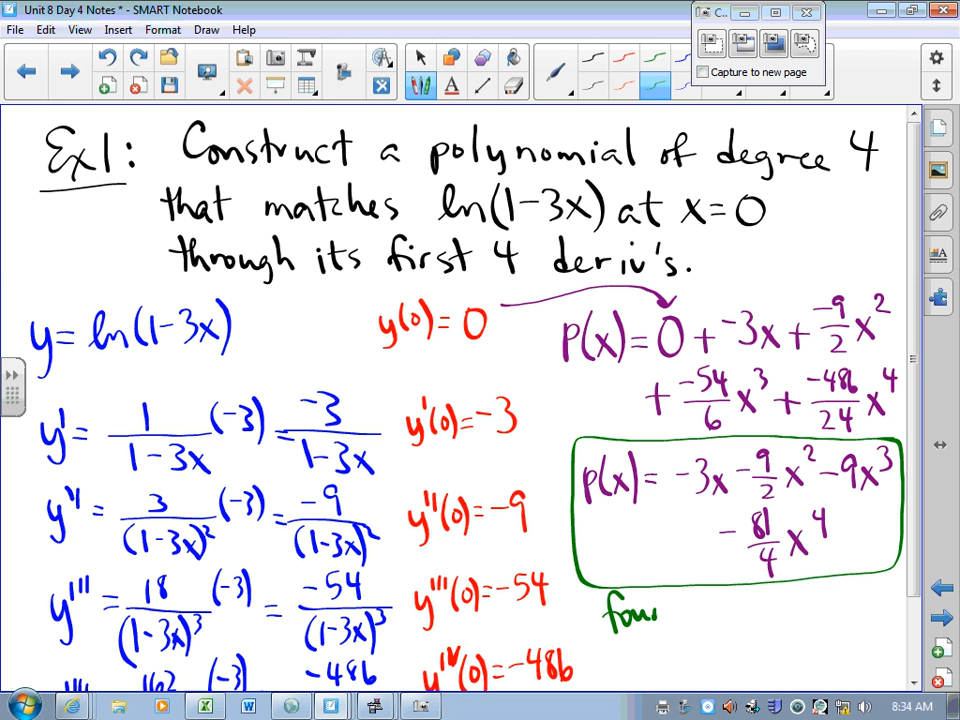 Unit 8 Day 4 Notes * - SMART Notebook
C..
File Edit View Insert Format Draw Help
Capture to new page
Ex1: Construct a polynomial of degree 4
that matches ln(1-3x) at x=0
through its first 4 deriv's.
y= ln(1-3x)
y(0)= 0
p(x)= 0 + -3x + -9/2 x^2
+ -54/6 x^3 + -486/24 x^4
y' = 1/(1-3x) (-3) = -3/(1-3x)
y'(0)= -3
p(x)= -3x - 9/2 x^2 - 9x^3
- 81/4 x^4
y'' = 3/(1-3x)^2 (-3) = -9/(1-3x)^2
y''(0)= -9
y''' = 18/(1-3x)^3 (-3) = -54/(1-3x)^3
y'''(0)= -54
four
162 (-3) -486
y^IV(0)= -486
8:34 AM